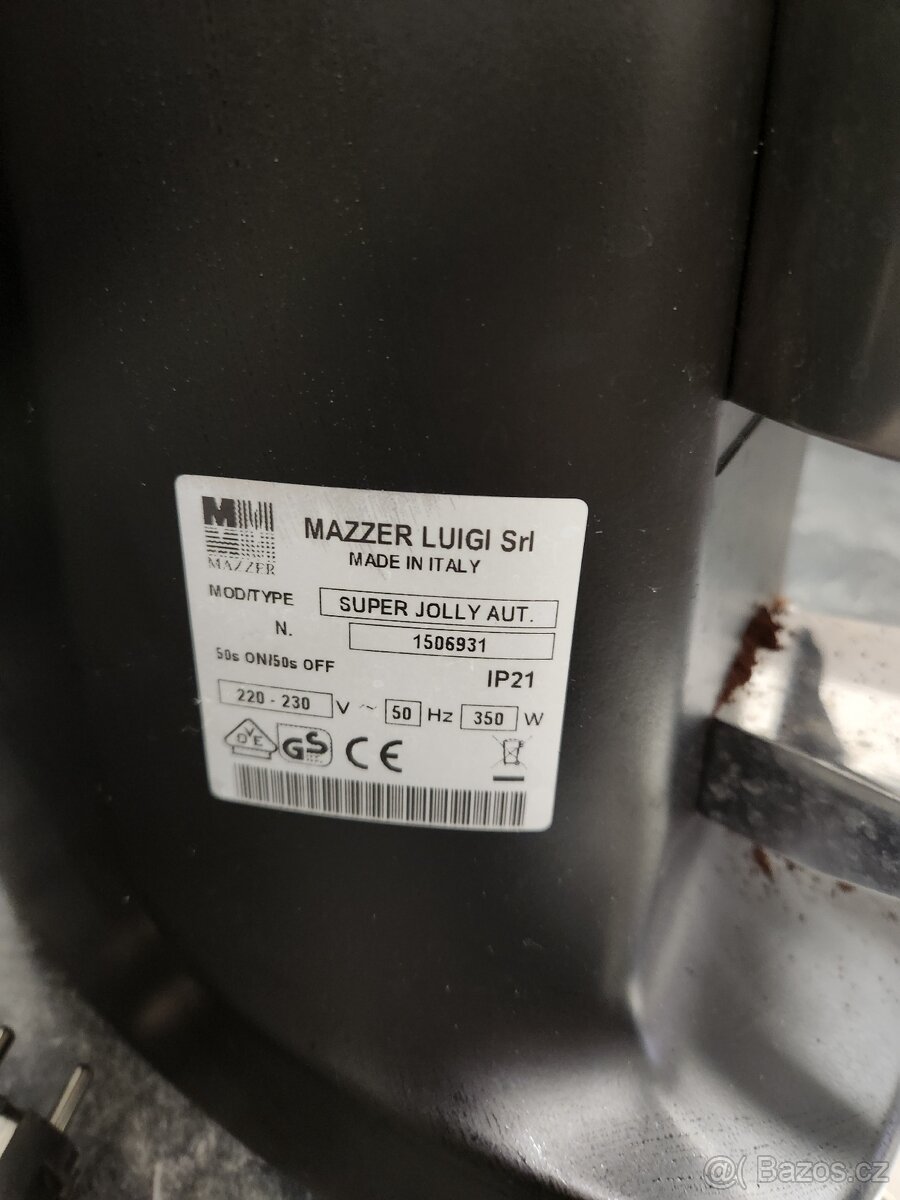 M
MAZZER
MAZZER LUIGI Srl
MADE IN ITALY
MOD/TYPE SUPER JOLLY AUT.
N. 1506931
50s ON/50s OFF IP21
220 - 230 V ~ 50 Hz 350 W
DVE GS CE
@( Bazos.cz